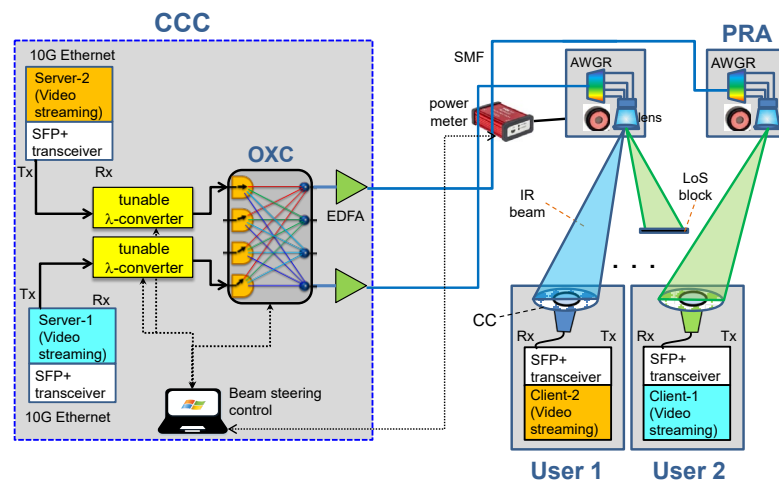 CCC
10G Ethernet
Server-2
(Video
streaming)
SFP+
transceiver
Tx
Rx
tunable
λ-converter
tunable
λ-converter
Tx
Rx
Server-1
(Video
streaming)
SFP+
transceiver
10G Ethernet
OXC
EDFA
Beam steering
control
SMF
power
meter
PRA
AWGR
lens
AWGR
IR
beam
LoS
block
. . .
CC
Rx
Tx
SFP+
transceiver
Client-2
(Video
streaming)
User 1
Rx
Tx
SFP+
transceiver
Client-1
(Video
streaming)
User 2